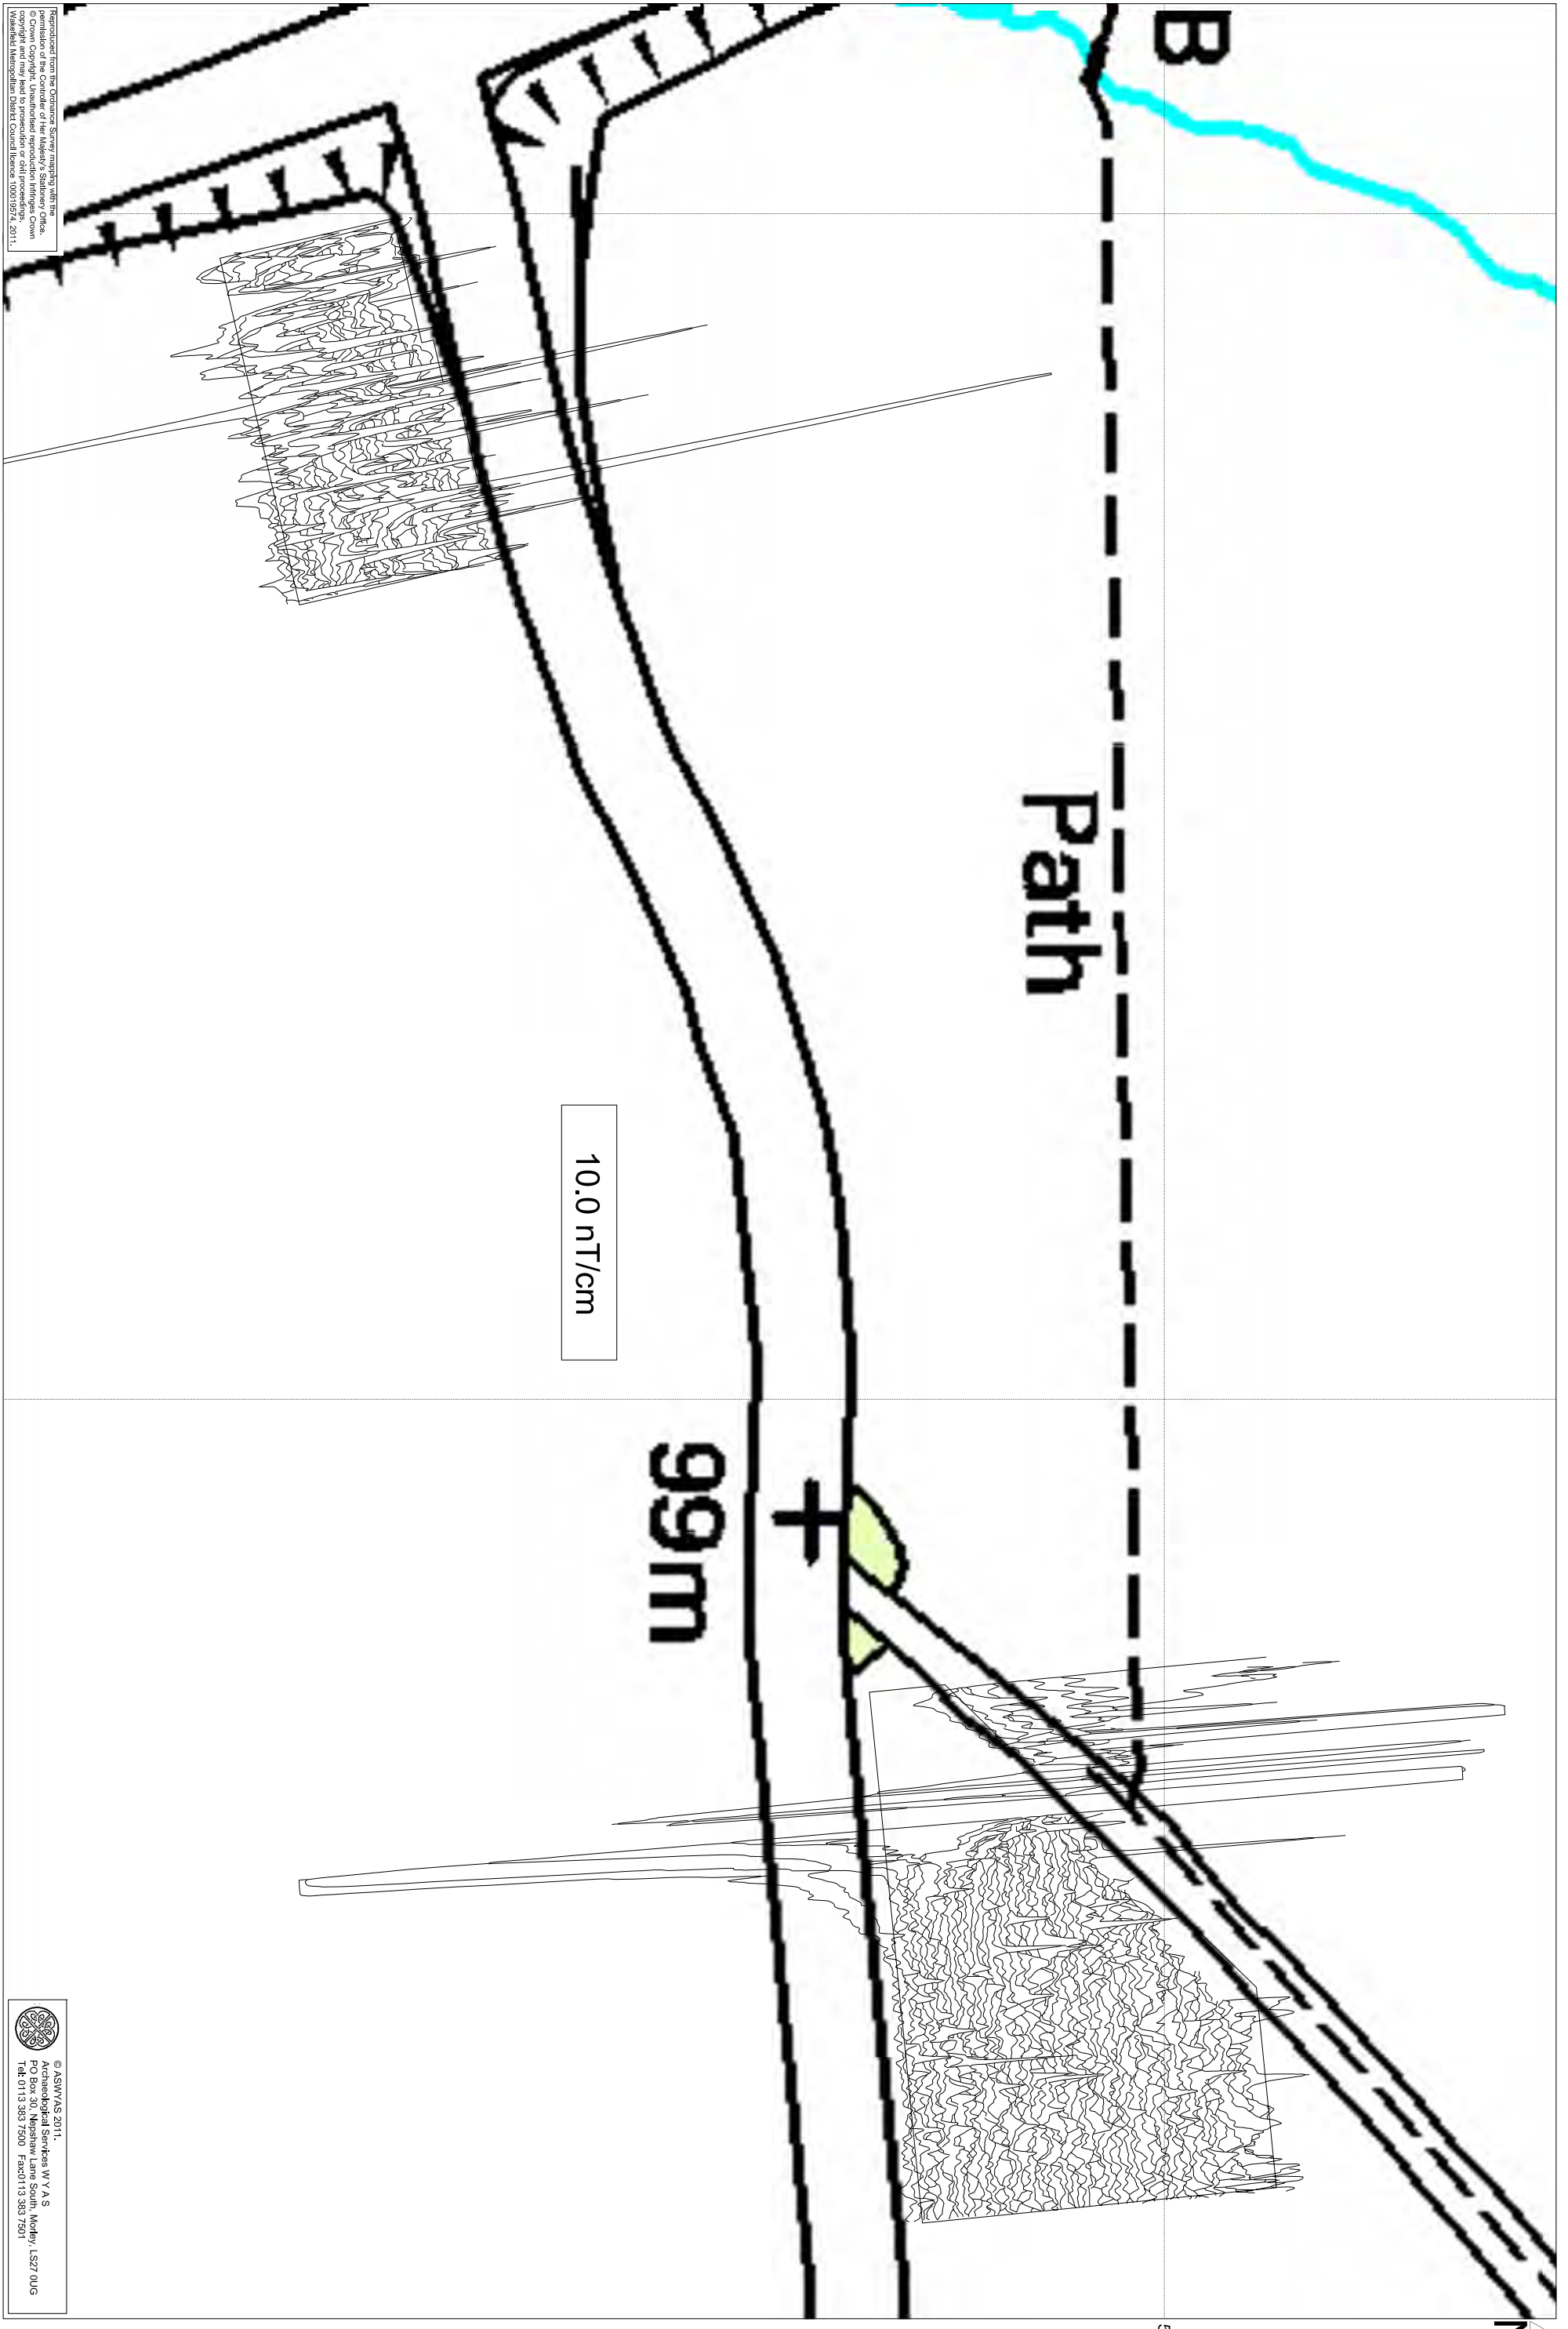 B
Path
10.0 nT/cm
99m
Reproduced from the Ordnance Survey mapping with the
permission of the Controller of Her Majesty's Stationery Office.
© Crown Copyright. Unauthorised reproduction infringes Crown
copyright and may lead to prosecution or civil proceedings.
Wakefield Metropolitan District Council licence 100019574, 2011.
© ASWYAS 2011.
Archaeological Services W Y A S
PO Box 30, Nepshaw Lane South, Morley, LS27 0UG
Tel: 0113 383 7500 Fax:0113 383 7501